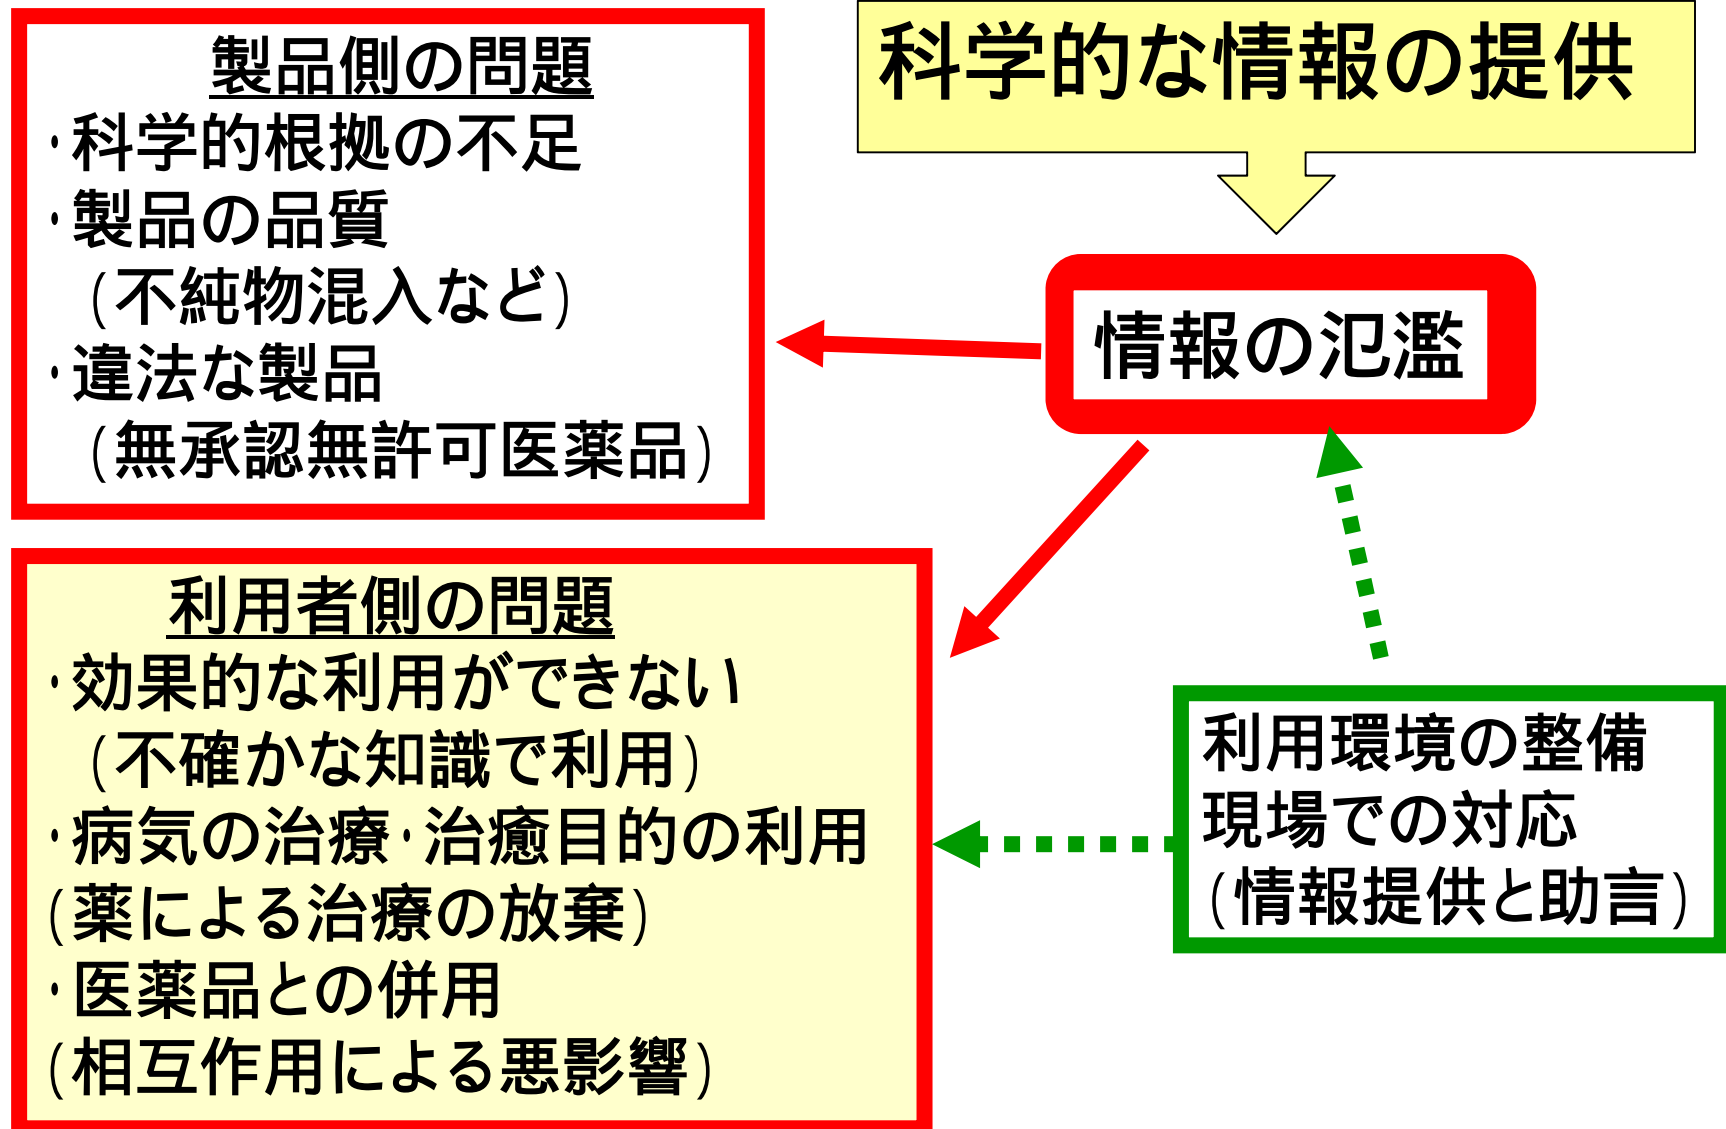 製品側の問題
・科学的根拠の不足
・製品の品質
(不純物混入など)
・違法な製品
(無承認無許可医薬品)
科学的な情報の提供
情報の氾濫
利用者側の問題
・効果的な利用ができない
(不確かな知識で利用)
・病気の治療・治癒目的の利用
(薬による治療の放棄)
・医薬品との併用
(相互作用による悪影響)
利用環境の整備
現場での対応
(情報提供と助言)